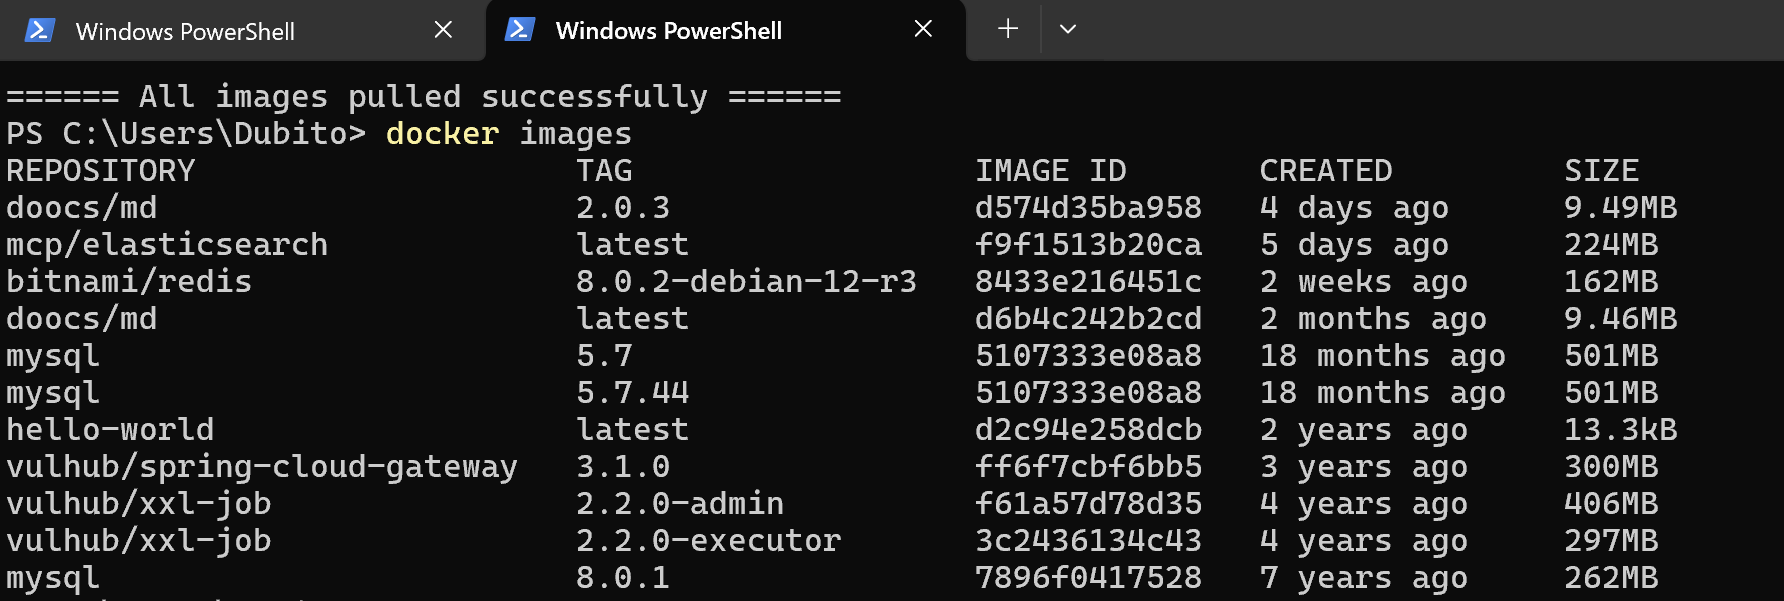 Windows PowerShell
Windows PowerShell
====== All images pulled successfully ======
PS C:\Users\Dubito> docker images
REPOSITORY TAG IMAGE ID CREATED SIZE
doocs/md 2.0.3 d574d35ba958 4 days ago 9.49MB
mcp/elasticsearch latest f9f1513b20ca 5 days ago 224MB
bitnami/redis 8.0.2-debian-12-r3 8433e216451c 2 weeks ago 162MB
doocs/md latest d6b4c242b2cd 2 months ago 9.46MB
mysql 5.7 5107333e08a8 18 months ago 501MB
mysql 5.7.44 5107333e08a8 18 months ago 501MB
hello-world latest d2c94e258dcb 2 years ago 13.3kB
vulhub/spring-cloud-gateway 3.1.0 ff6f7cbf6bb5 3 years ago 300MB
vulhub/xxl-job 2.2.0-admin f61a57d78d35 4 years ago 406MB
vulhub/xxl-job 2.2.0-executor 3c2436134c43 4 years ago 297MB
mysql 8.0.1 7896f0417528 7 years ago 262MB